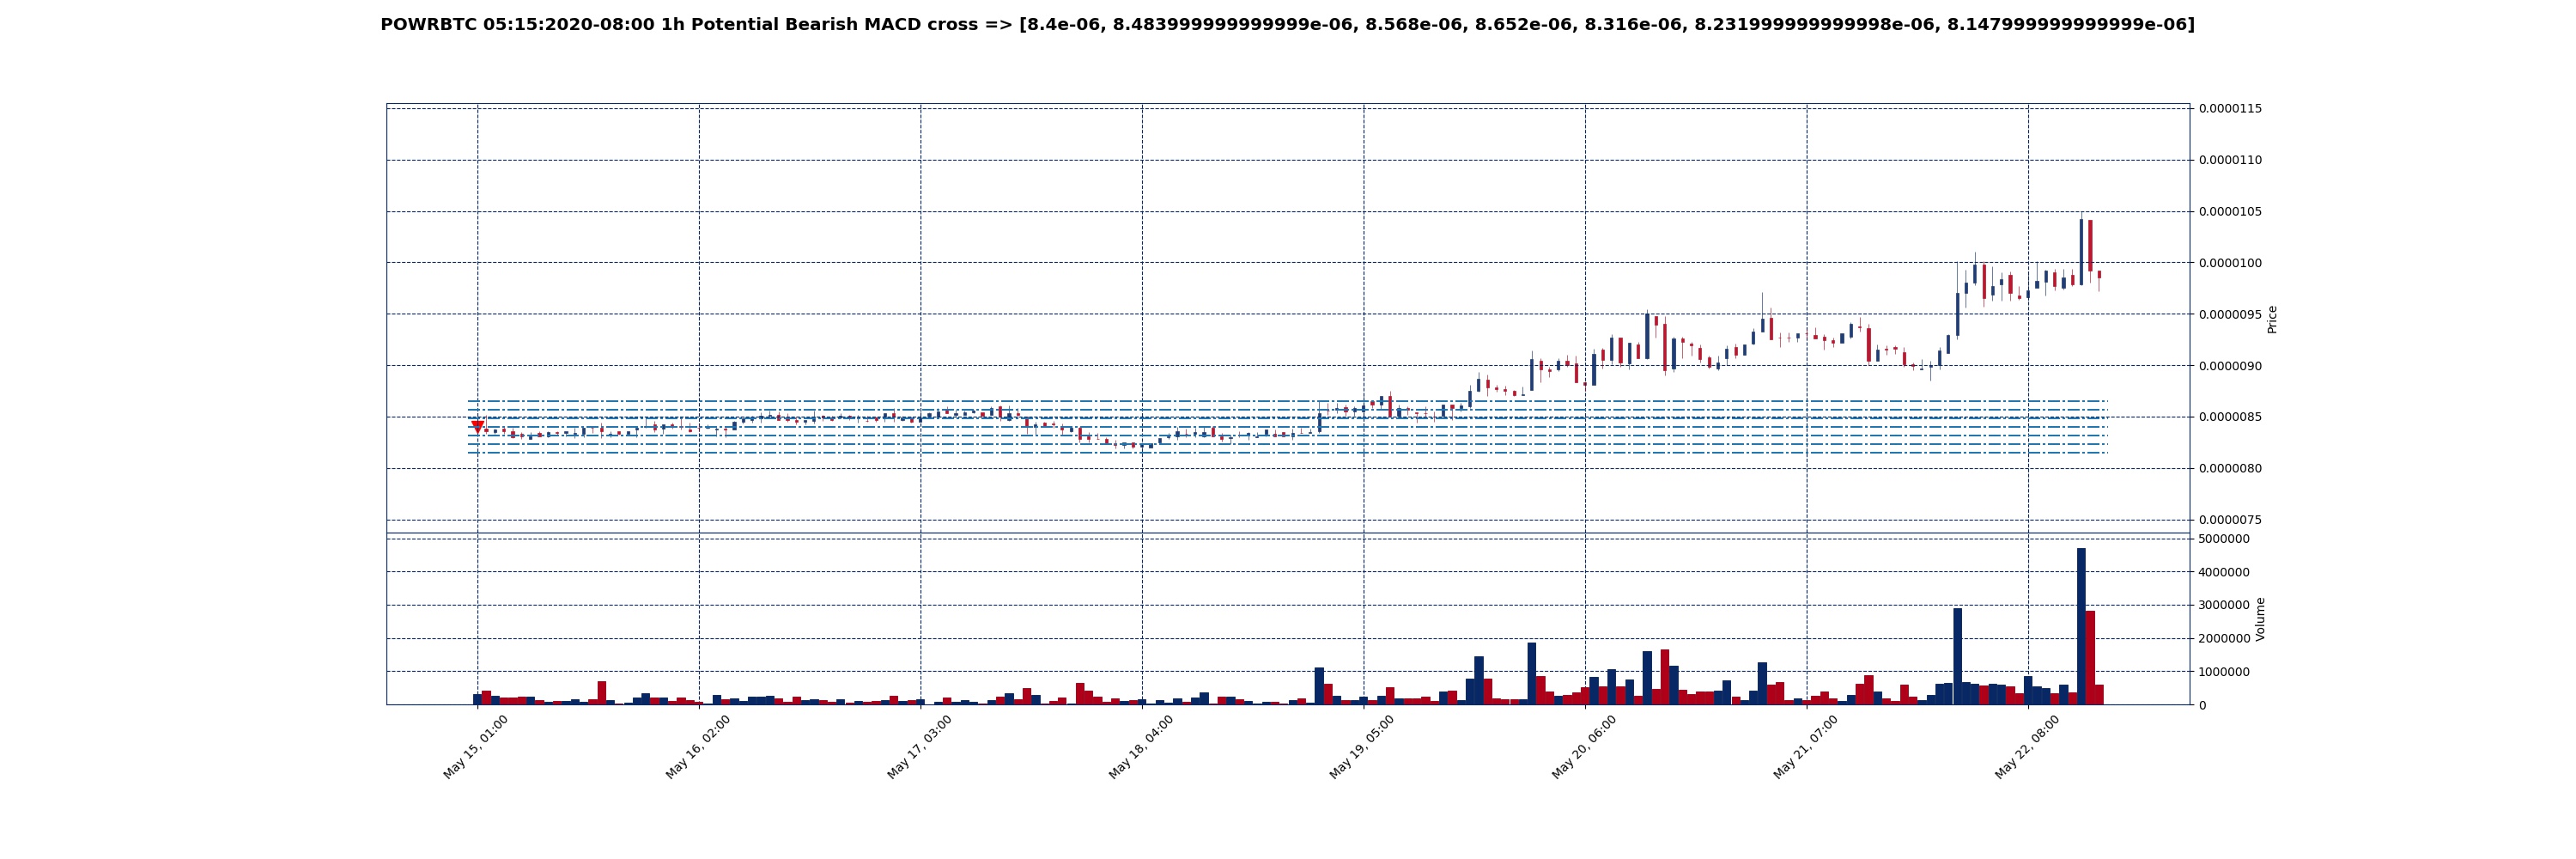 POWRBTC 05:15:2020-08:00 1h Potential Bearish MACD cross => [8.4e-06, 8.483999999999999e-06, 8.568e-06, 8.652e-06, 8.316e-06, 8.231999999999998e-06, 8.147999999999999e-06]
0.0000115
0.0000110
0.0000105
0.0000100
0.0000095
0.0000090
0.0000085
0.0000080
0.0000075
Price
5000000
4000000
3000000
2000000
1000000
0
Volume
May 15, 01:00
May 16, 02:00
May 17, 03:00
May 18, 04:00
May 19, 05:00
May 20, 06:00
May 21, 07:00
May 22, 08:00